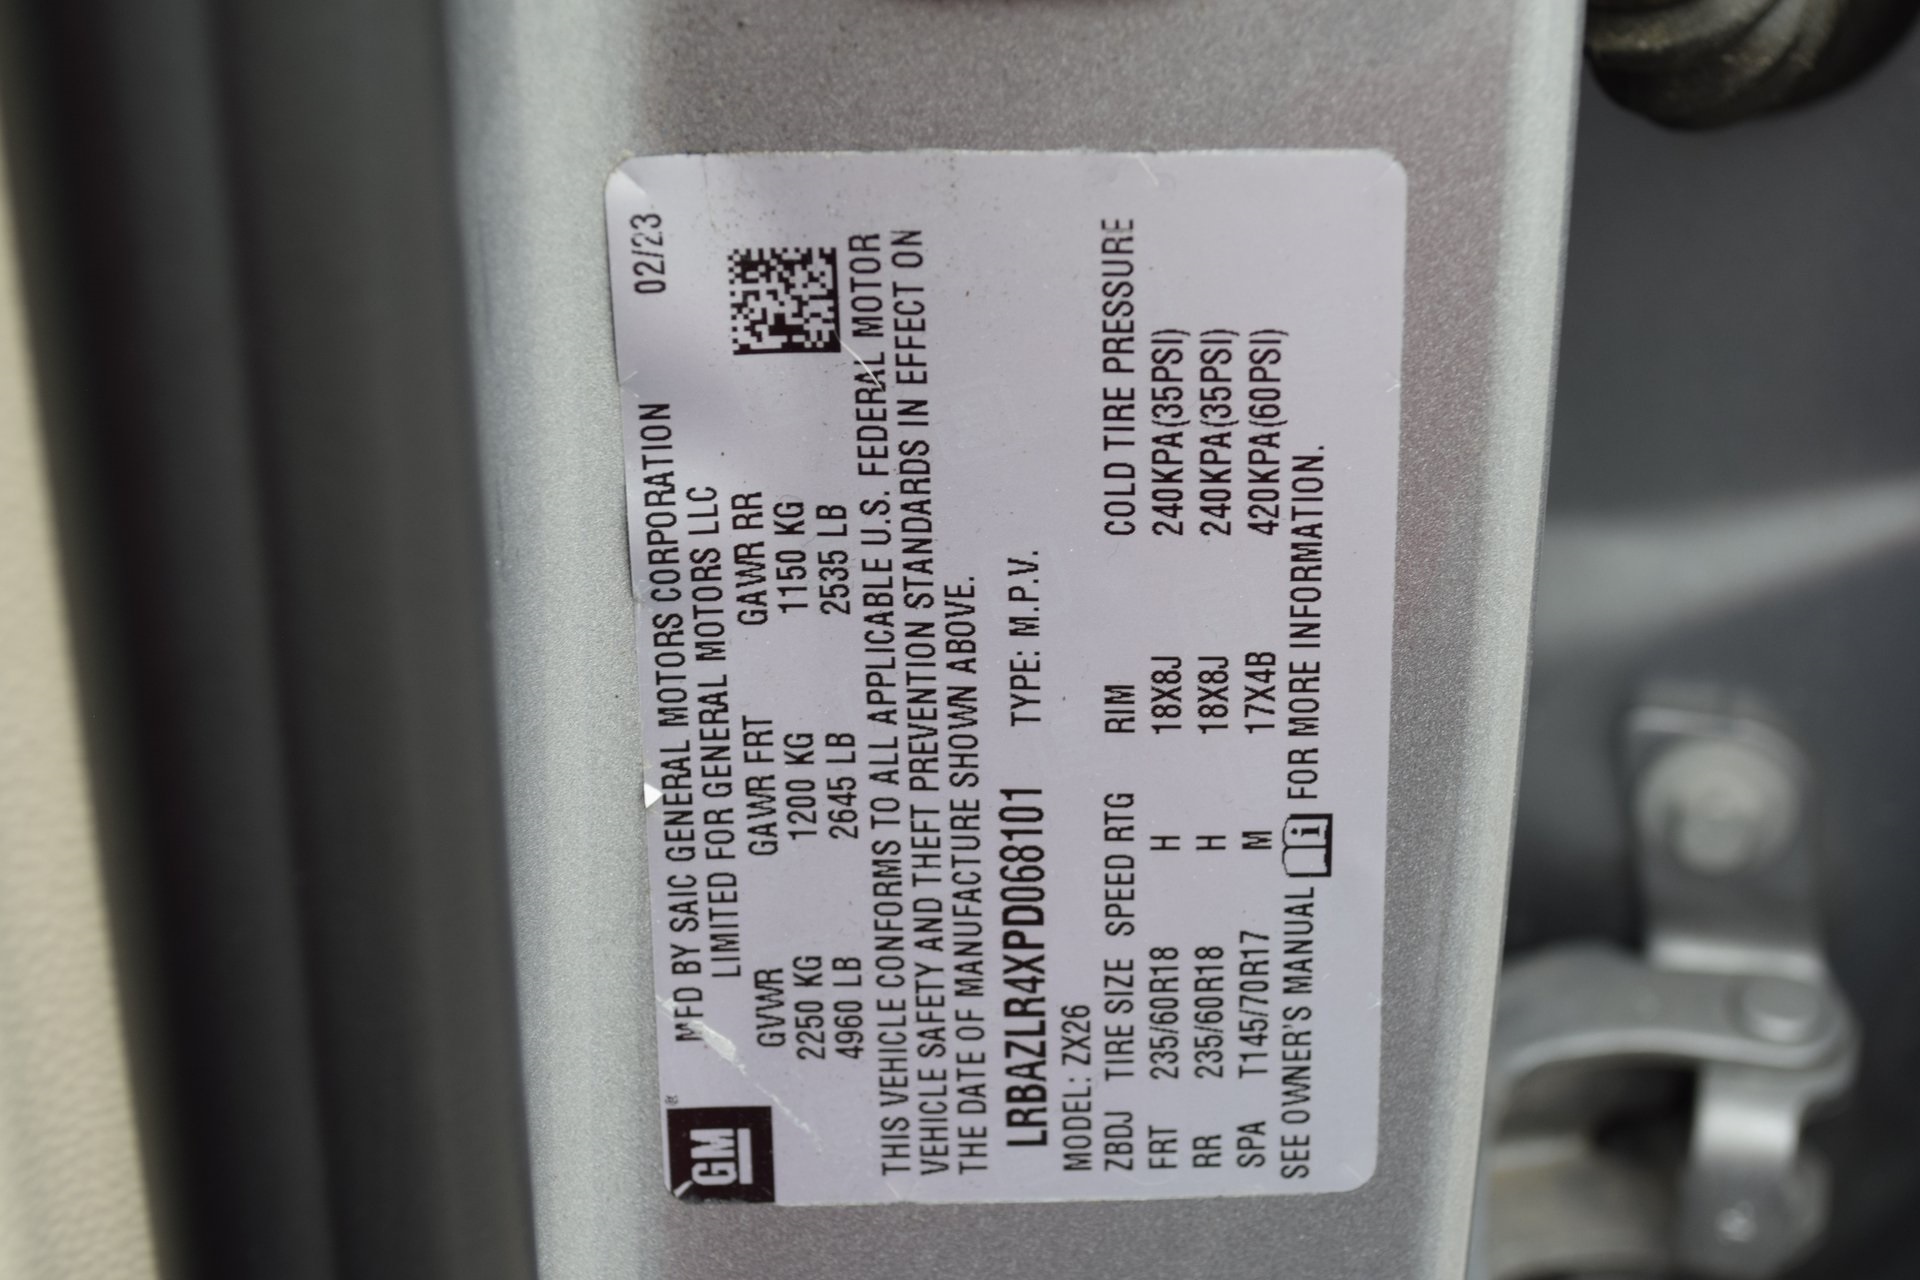 GM ® MFD BY SAIC GENERAL MOTORS CORPORATION 02/23
LIMITED FOR GENERAL MOTORS LLC
GVWR GAWR FRT GAWR RR
2250 KG 1200 KG 1150 KG
4960 LB 2645 LB 2535 LB
THIS VEHICLE CONFORMS TO ALL APPLICABLE U.S. FEDERAL MOTOR
VEHICLE SAFETY AND THEFT PREVENTION STANDARDS IN EFFECT ON
THE DATE OF MANUFACTURE SHOWN ABOVE.
LRBAZLR4XPD068101 TYPE: M.P.V.
MODEL: ZX26
ZBDJ TIRE SIZE SPEED RTG RIM COLD TIRE PRESSURE
FRT 235/60R18 H 18X8J 240KPA(35PSI)
RR 235/60R18 H 18X8J 240KPA(35PSI)
SPA T145/70R17 M 17X4B 420KPA(60PSI)
SEE OWNER'S MANUAL i FOR MORE INFORMATION.